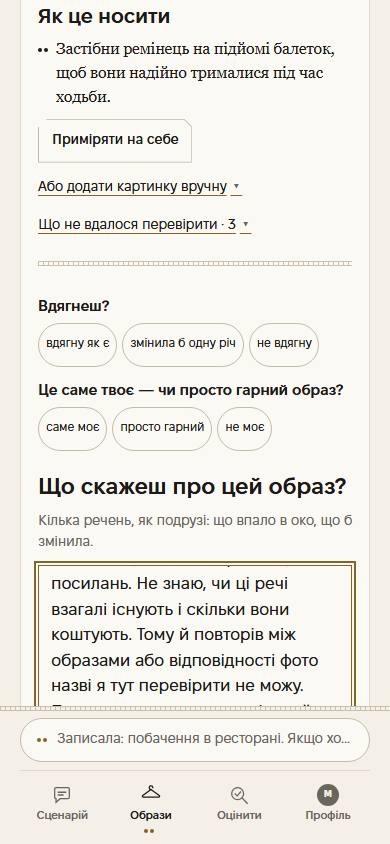 Як це носити
Застібни ремінець на підйомі балеток,
щоб вони надійно трималися під час
ходьби.
Приміряти на себе
Або додати картинку вручну
Що не вдалося перевірити · 3
Вдягнеш?
вдягну як є змінила б одну річ не вдягну
Це саме твоє — чи просто гарний образ?
саме моє просто гарний не моє
Що скажеш про цей образ?
Кілька речень, як подрузі: що впало в око, що б
змінила.
посилань. Не знаю, чи ці речі
взагалі існують і скільки вони
коштують. Тому й повторів між
образами або відповідності фото
назві я тут перевірити не можу.
Записала: побачення в ресторані. Якщо хо...
Сценарій Образи Оцінити М Профіль